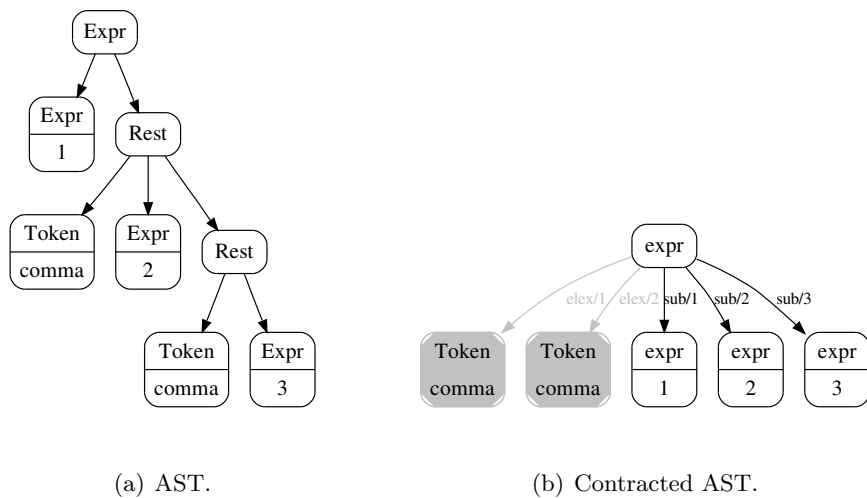 Expr
Expr
1
Rest
Token
comma
Expr
2
Rest
Token
comma
Expr
3
(a) AST.
expr
elex/1
elex/2
sub/1
sub/2
sub/3
Token
comma
Token
comma
expr
1
expr
2
expr
3
(b) Contracted AST.